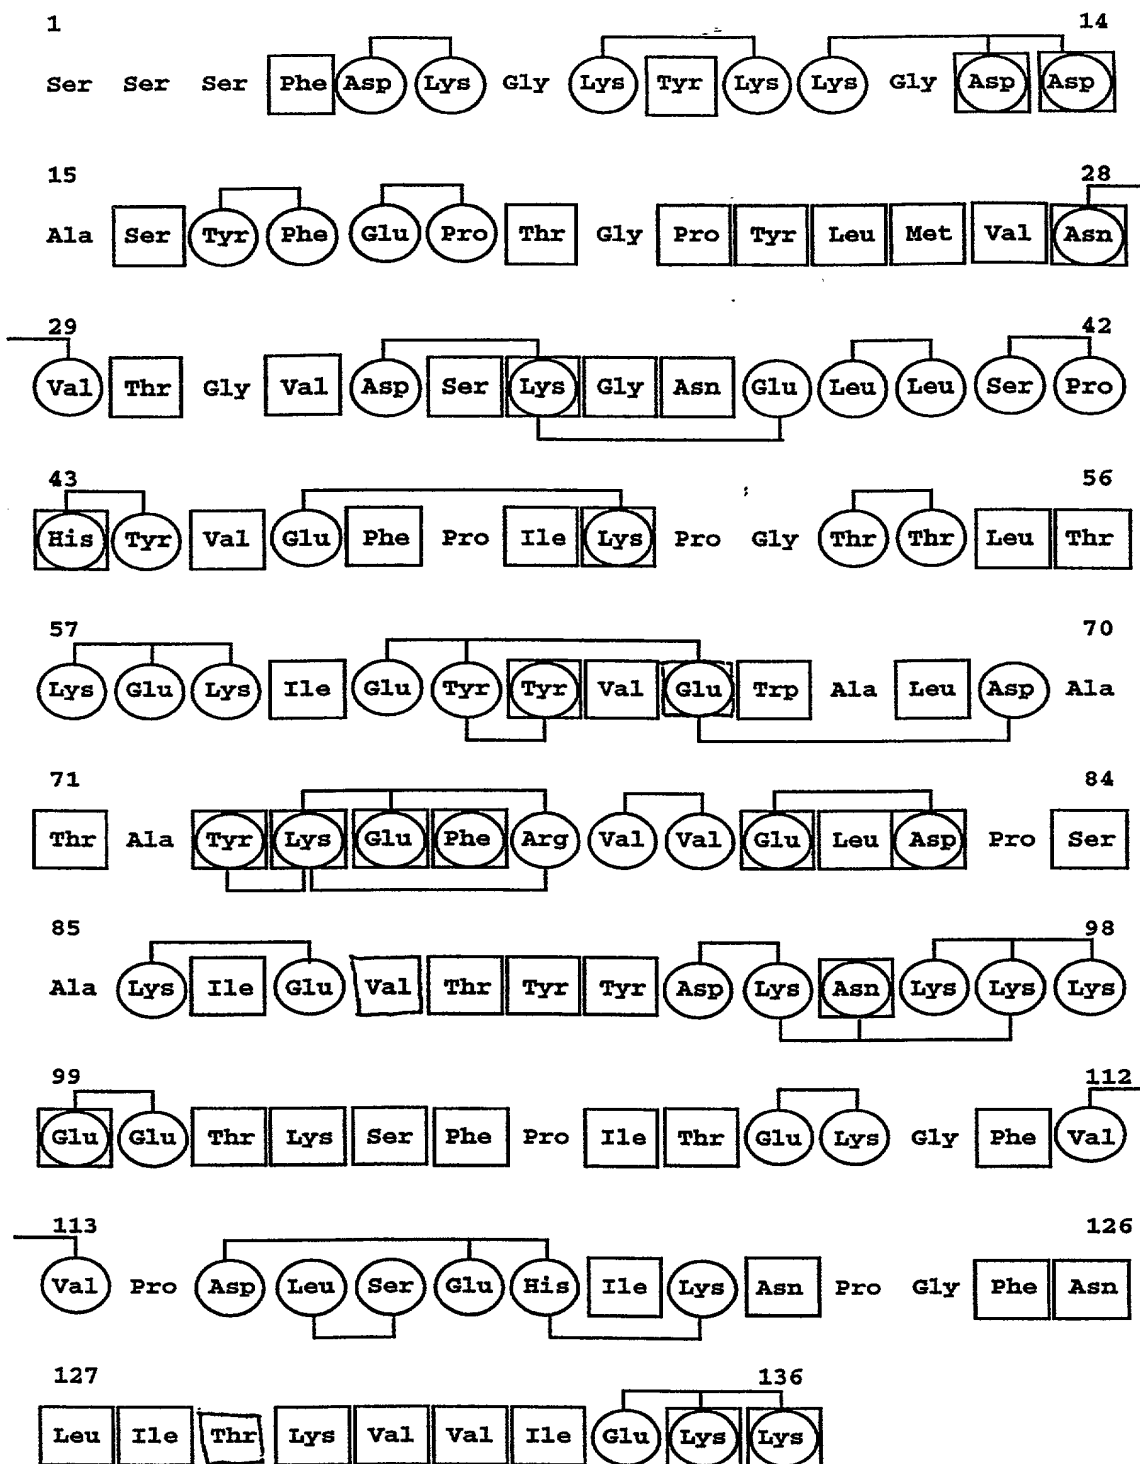 1 14
Ser Ser Ser Phe Asp Lys Gly Lys Tyr Lys Lys Gly Asp Asp
15 28
Ala Ser Tyr Phe Glu Pro Thr Gly Pro Tyr Leu Met Val Asn
29 42
Val Thr Gly Val Asp Ser Lys Gly Asn Glu Leu Leu Ser Pro
43 56
His Tyr Val Glu Phe Pro Ile Lys Pro Gly Thr Thr Leu Thr
57 70
Lys Glu Lys Ile Glu Tyr Tyr Val Glu Trp Ala Leu Asp Ala
71 84
Thr Ala Tyr Lys Glu Phe Arg Val Val Glu Leu Asp Pro Ser
85 98
Ala Lys Ile Glu Val Thr Tyr Tyr Asp Lys Asn Lys Lys Lys
99 112
Glu Glu Thr Lys Ser Phe Pro Ile Thr Glu Lys Gly Phe Val
113 126
Val Pro Asp Leu Ser Glu His Ile Lys Asn Pro Gly Phe Asn
127 136
Leu Ile Thr Lys Val Val Ile Glu Lys Lys